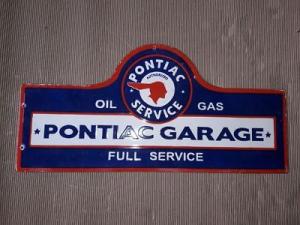 PONTIAC
AUTHORIZED
SERVICE
OIL GAS
PONTIAC GARAGE
FULL SERVICE